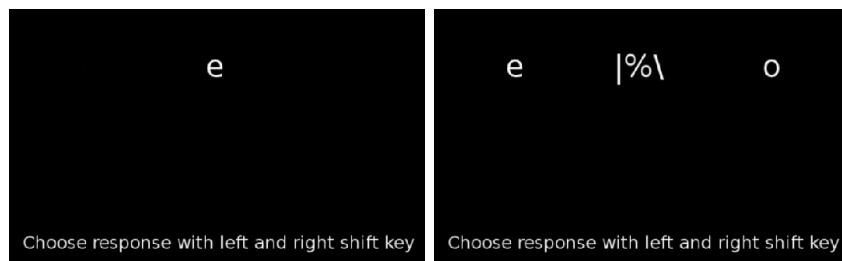 e
Choose response with left and right shift key
e |%\ o
Choose response with left and right shift key